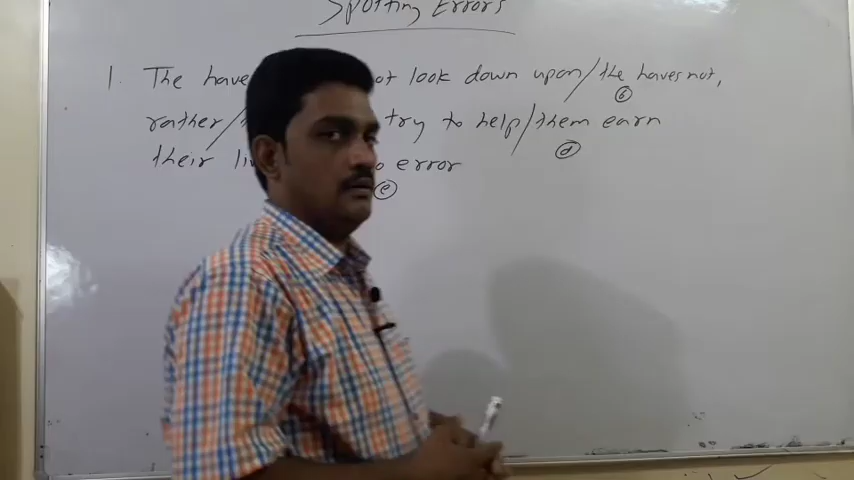 Spotting Errors
1. The have ot look down upon/the haves not,
(b)
rather/ try to help/them earn
(d)
their li o error
(e)